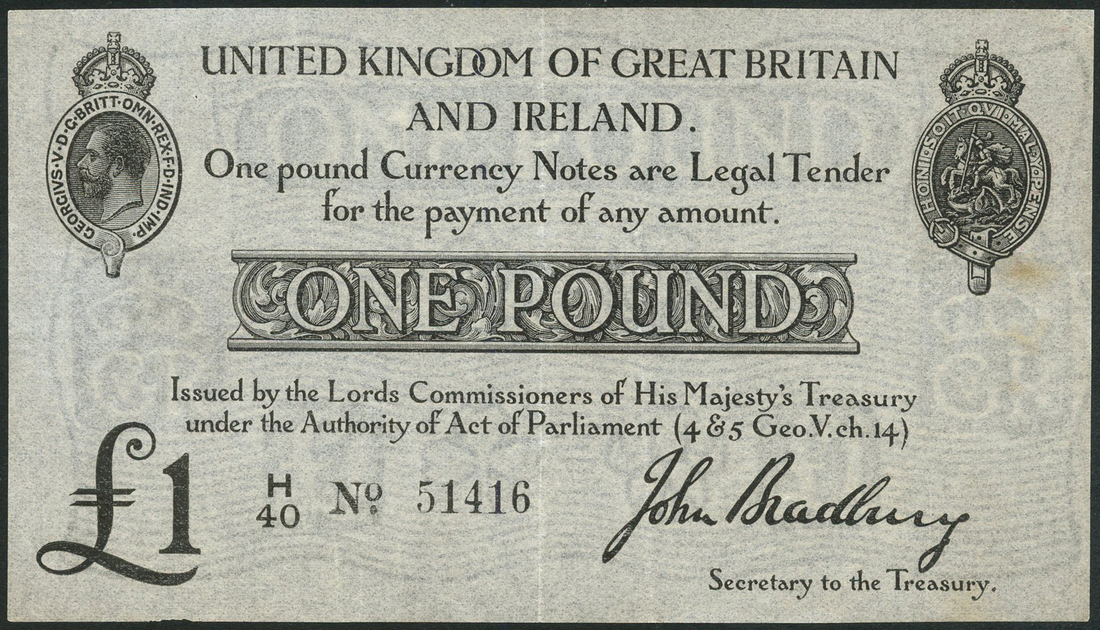 UNITED KINGDOM OF GREAT BRITAIN
AND IRELAND.
GEORGIVS·V·D·G·BRITT·OMN·REX·F·D·IND·IMP·
HONI·SOIT·QVI·MAL·Y·PENSE
One pound Currency Notes are Legal Tender
for the payment of any amount.
ONE POUND
Issued by the Lords Commissioners of His Majesty's Treasury
under the Authority of Act of Parliament (4 & 5 Geo.V.ch.14)
£1
H
40
Nº 51416
John Bradbury
Secretary to the Treasury.